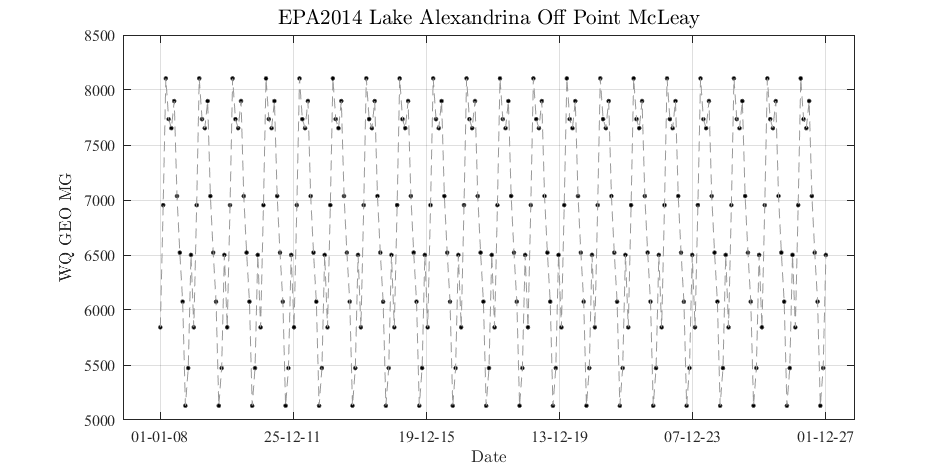 EPA2014 Lake Alexandrina Off Point McLeay
8500
8000
7500
7000
6500
6000
5500
5000
WQ GEO MG
01-01-08 25-12-11 19-12-15 13-12-19 07-12-23 01-12-27
Date